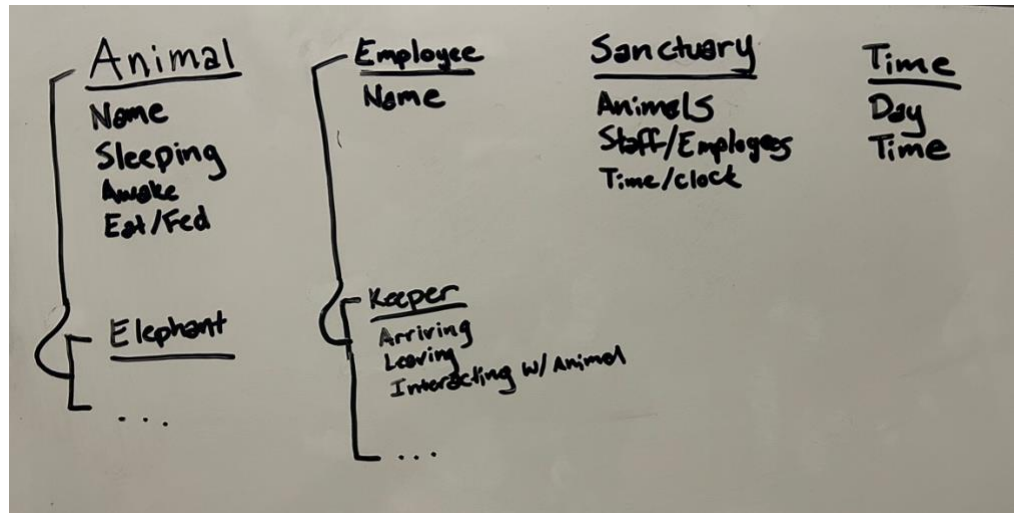 Animal
Name
Sleeping
Awake
Eat/Fed
Elephant
...
Employee
Name
Keeper
Arriving
Leaving
Interacting w/ Animal
...
Sanctuary
Animals
Staff/Employees
Time/clock
Time
Day
Time